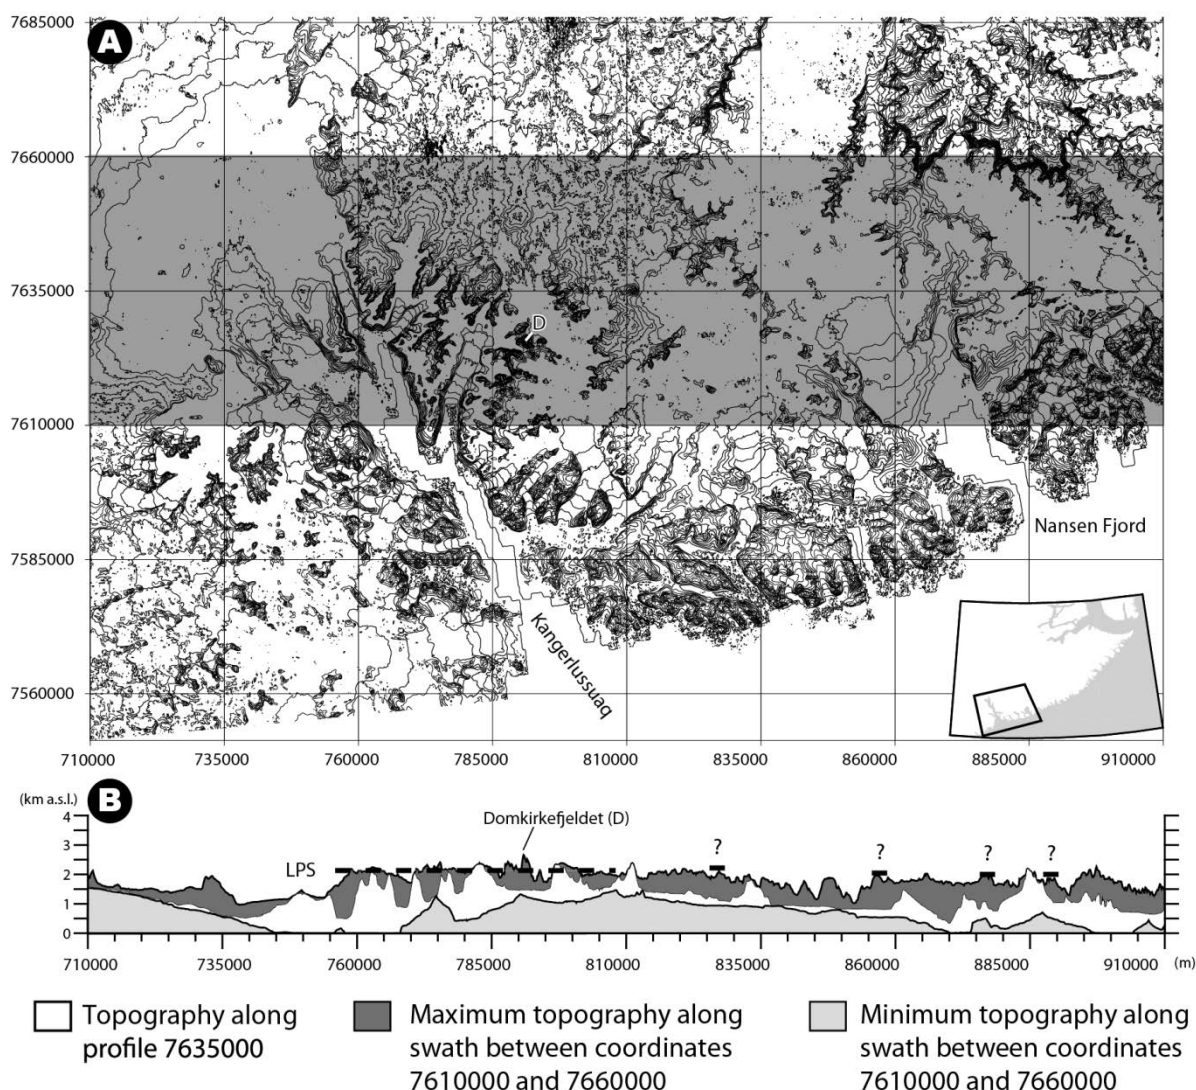 A
7685000
7660000
7635000
D
7610000
Nansen Fjord
7585000
Kangerlussuaq
7560000
710000 735000 760000 785000 810000 835000 860000 885000 910000
B
(km a.s.l.)
4
3
2
1
0
Domkirkefjeldet (D)
LPS
? ? ? ?
710000 735000 760000 785000 810000 835000 860000 885000 910000 (m)
Topography along
profile 7635000
Maximum topography along
swath between coordinates
7610000 and 7660000
Minimum topography along
swath between coordinates
7610000 and 7660000